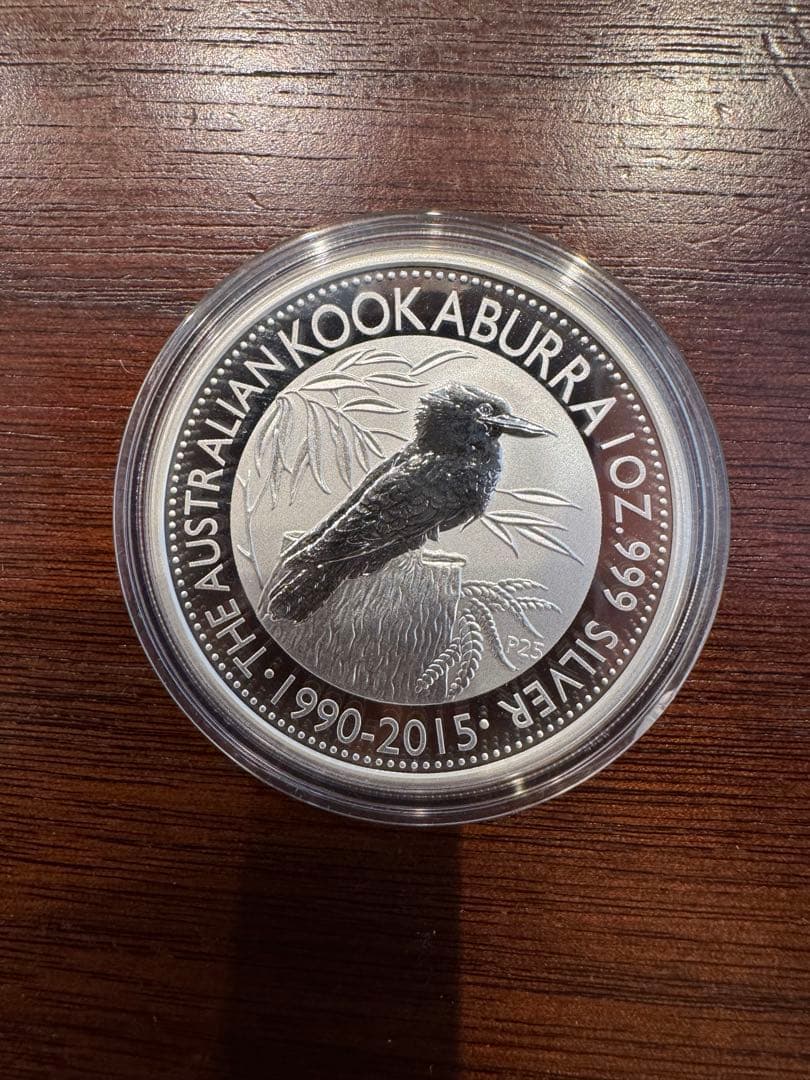 · THE AUSTRALIAN KOOKABURRA 1 OZ. 999 SILVER ·
1990-2015
P25